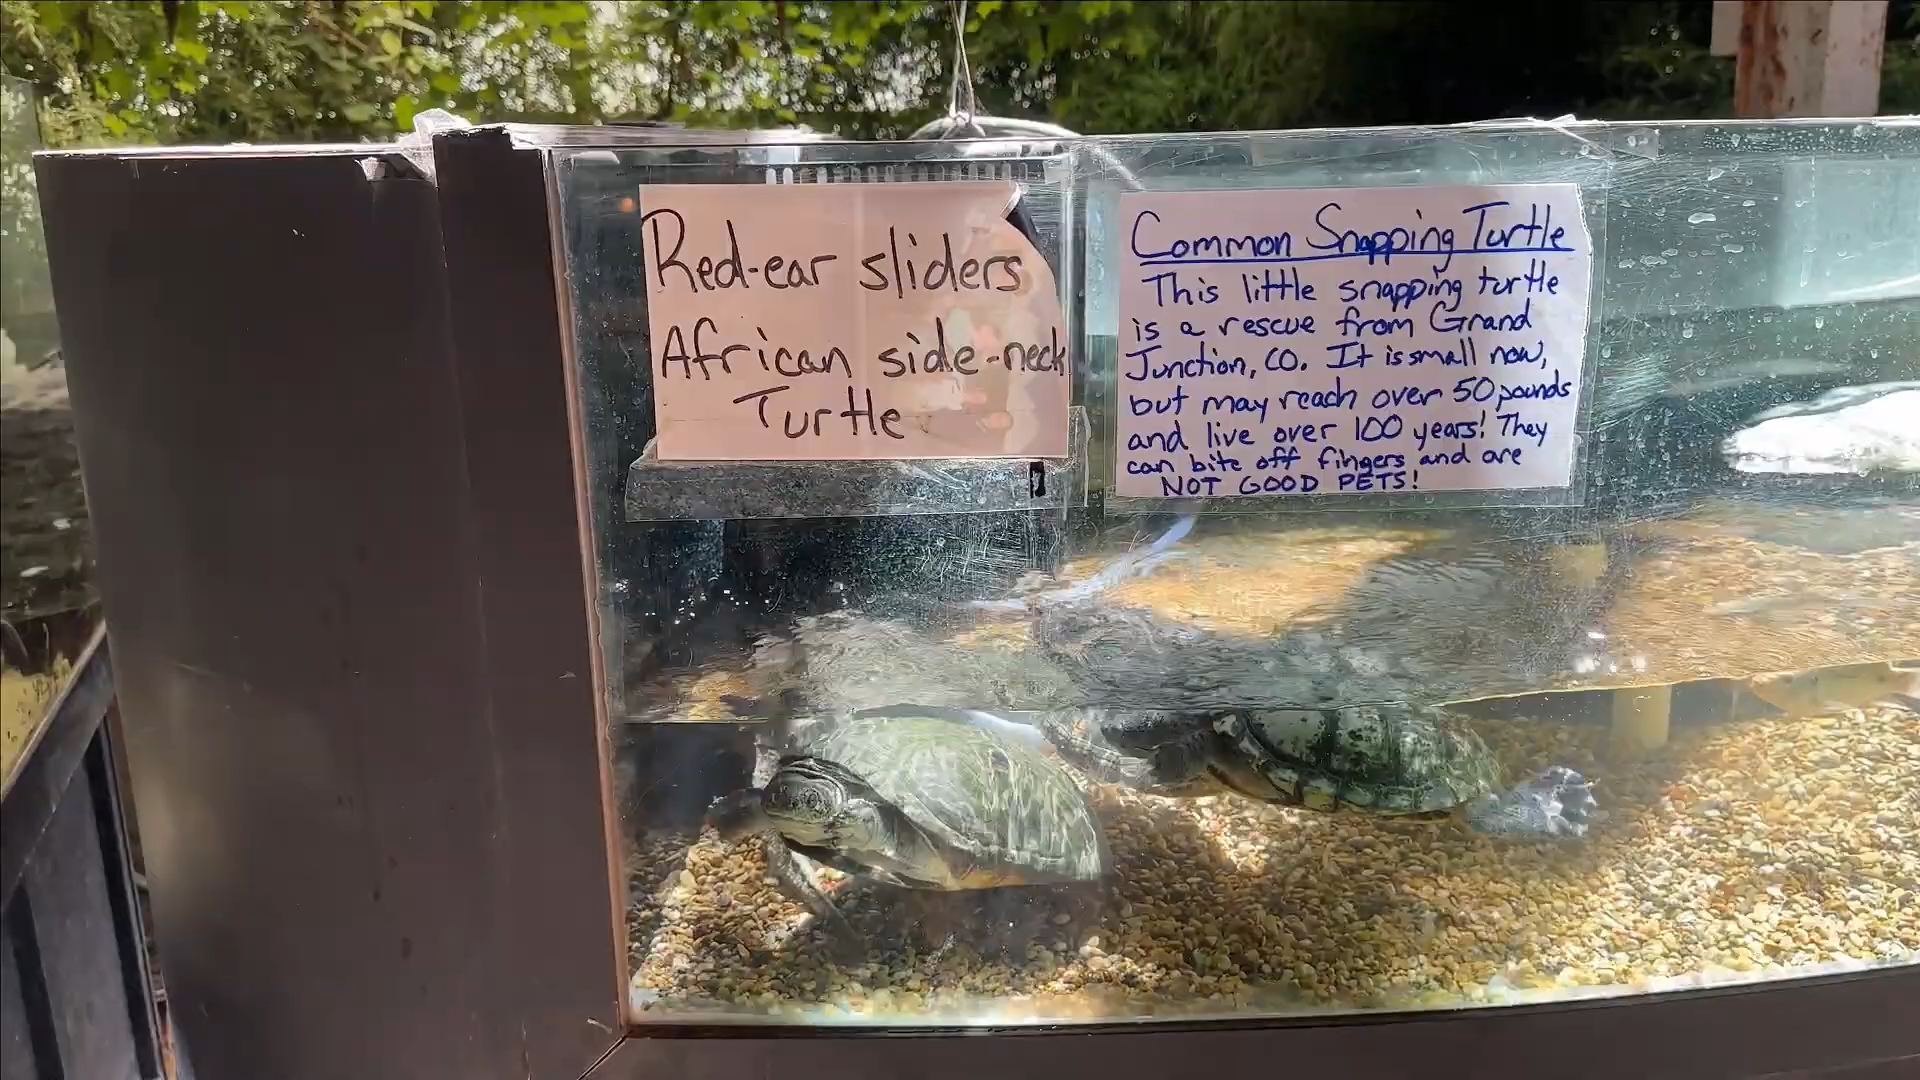 Red-ear sliders
African side-neck
Turtle
Common Snapping Turtle
This little snapping turtle
is a rescue from Grand
Junction, CO. It is small now,
but may reach over 50 pounds
and live over 100 years! They
can bite off fingers and are
NOT GOOD PETS!